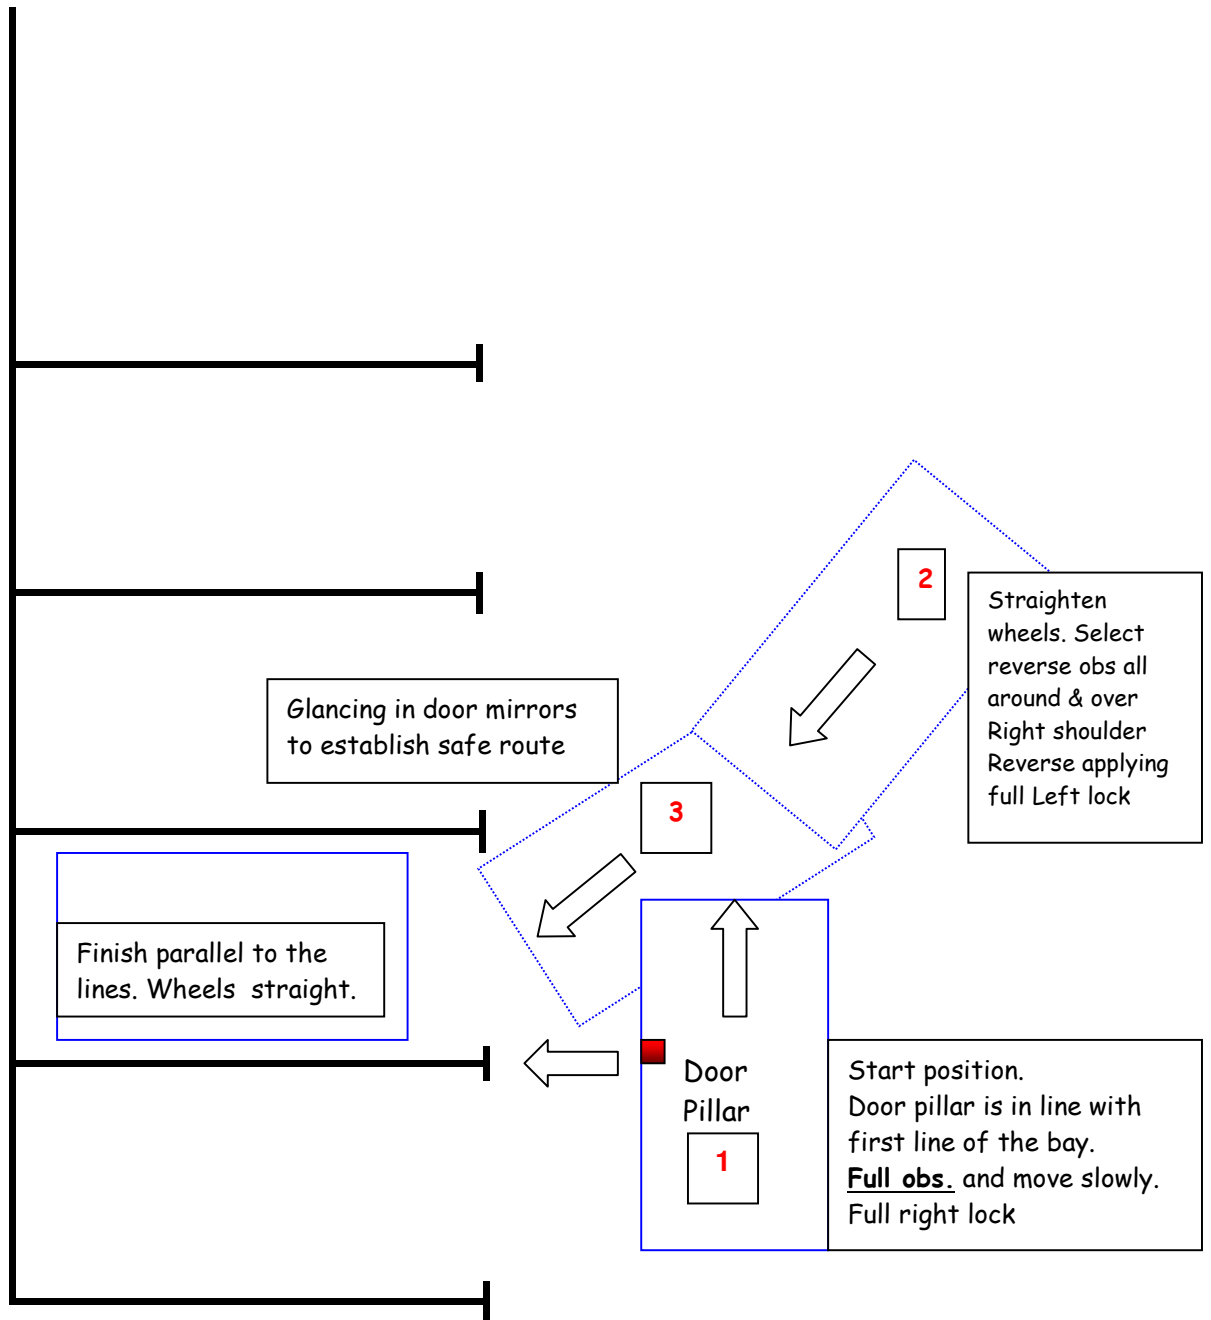 2
Straighten
wheels. Select
reverse obs all
around & over
Right shoulder
Reverse applying
full Left lock
Glancing in door mirrors
to establish safe route
3
Finish parallel to the
lines. Wheels straight.
Door
Pillar
1
Start position.
Door pillar is in line with
first line of the bay.
Full obs. and move slowly.
Full right lock